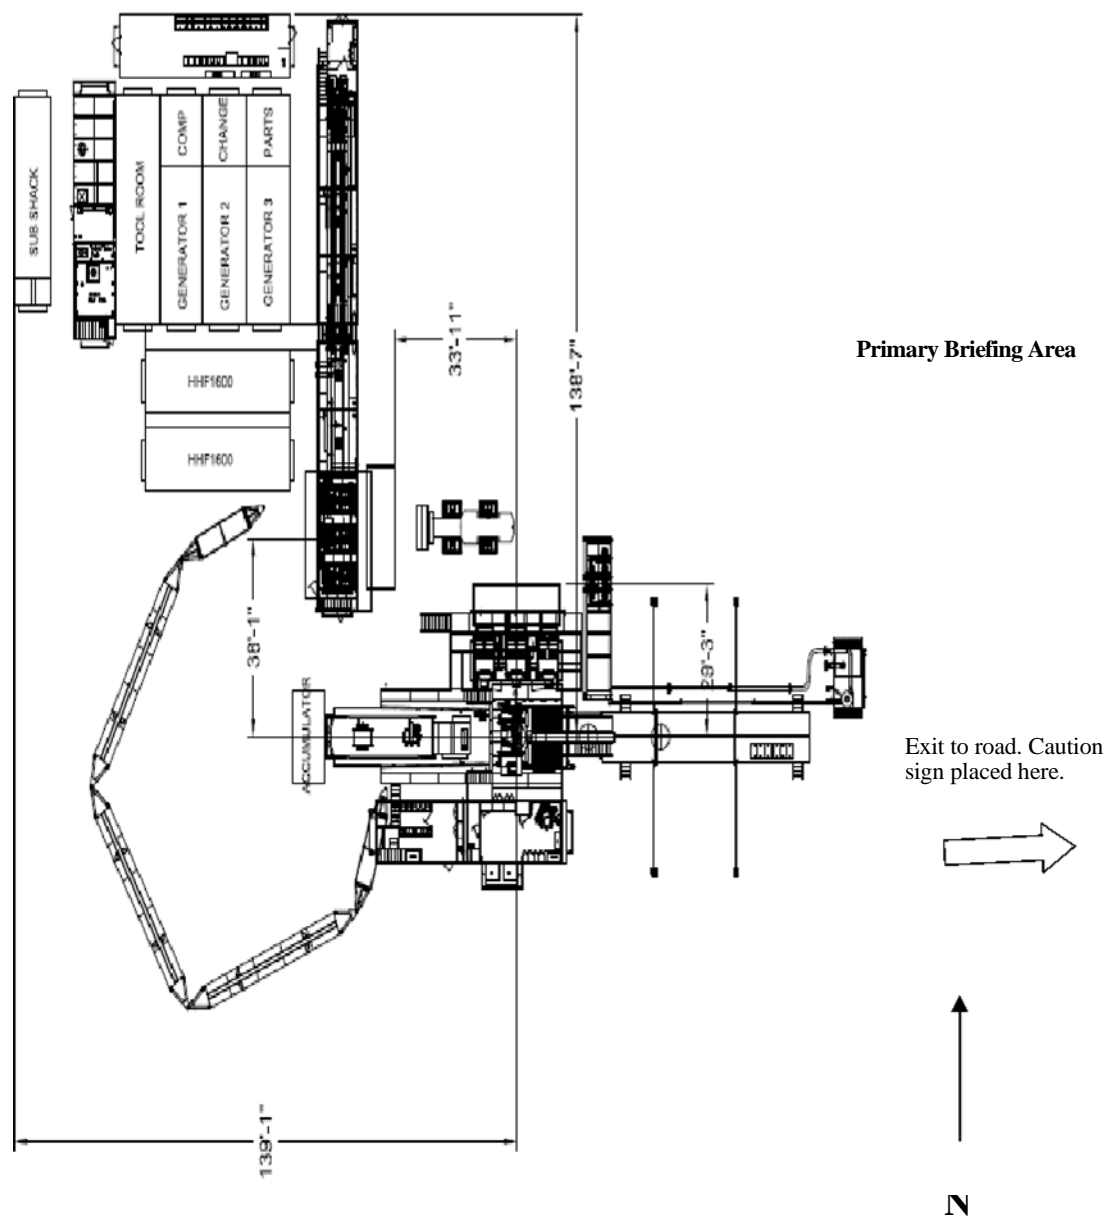 SUB SHACK
TOOL ROOM
COMP
CHANGE
PARTS
GENERATOR 1
GENERATOR 2
GENERATOR 3
HHF1600
HHF1600
33'-11"
138'-7"
Primary Briefing Area
38'-1"
29'-3"
ACCUMULATOR
Exit to road. Caution
sign placed here.
139'-1"
N